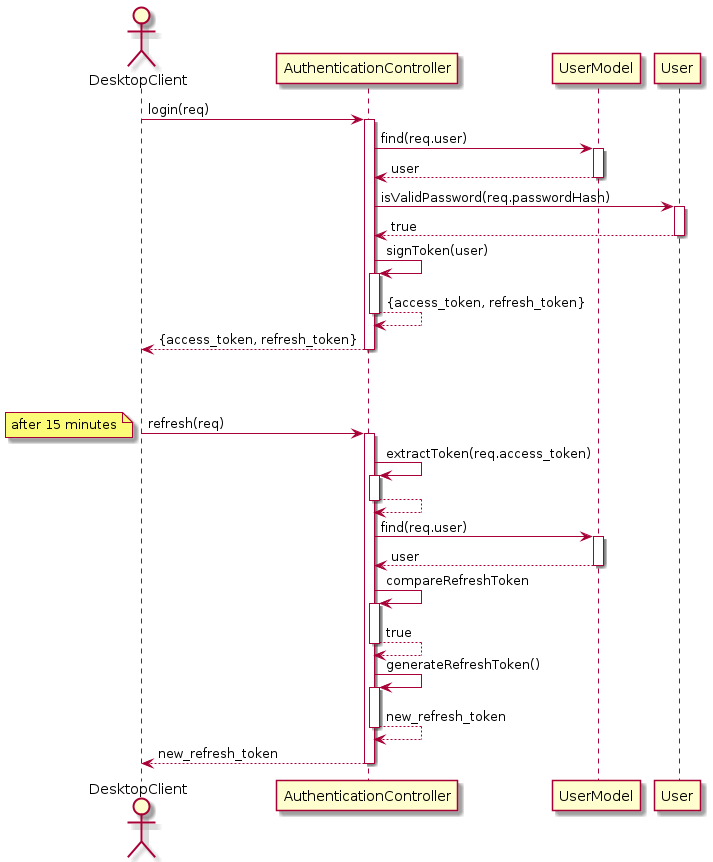 DesktopClient
AuthenticationController
UserModel
User
login(req)
find(req.user)
user
isValidPassword(req.passwordHash)
true
signToken(user)
{access_token, refresh_token}
{access_token, refresh_token}
after 15 minutes
refresh(req)
extractToken(req.access_token)
find(req.user)
user
compareRefreshToken
true
generateRefreshToken()
new_refresh_token
new_refresh_token
DesktopClient
AuthenticationController
UserModel
User